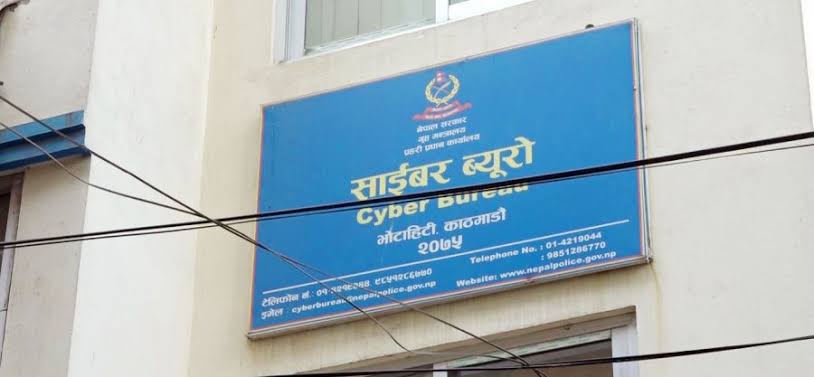 नेपाल सरकार
गृह मन्त्रालय
प्रहरी प्रधान कार्यालय
साईबर ब्यूरो
Cyber Bureau
भोटाहिटी, काठमाडौं
२०७५
टेलिफोन नं. : ०१-४२१९०४४, ९८५१२८६७७०
Telephone No. : 01-4219044
: 9851286770
इमेल : cyberbureau@nepalpolice.gov.np
Website: www.nepalpolice.gov.np